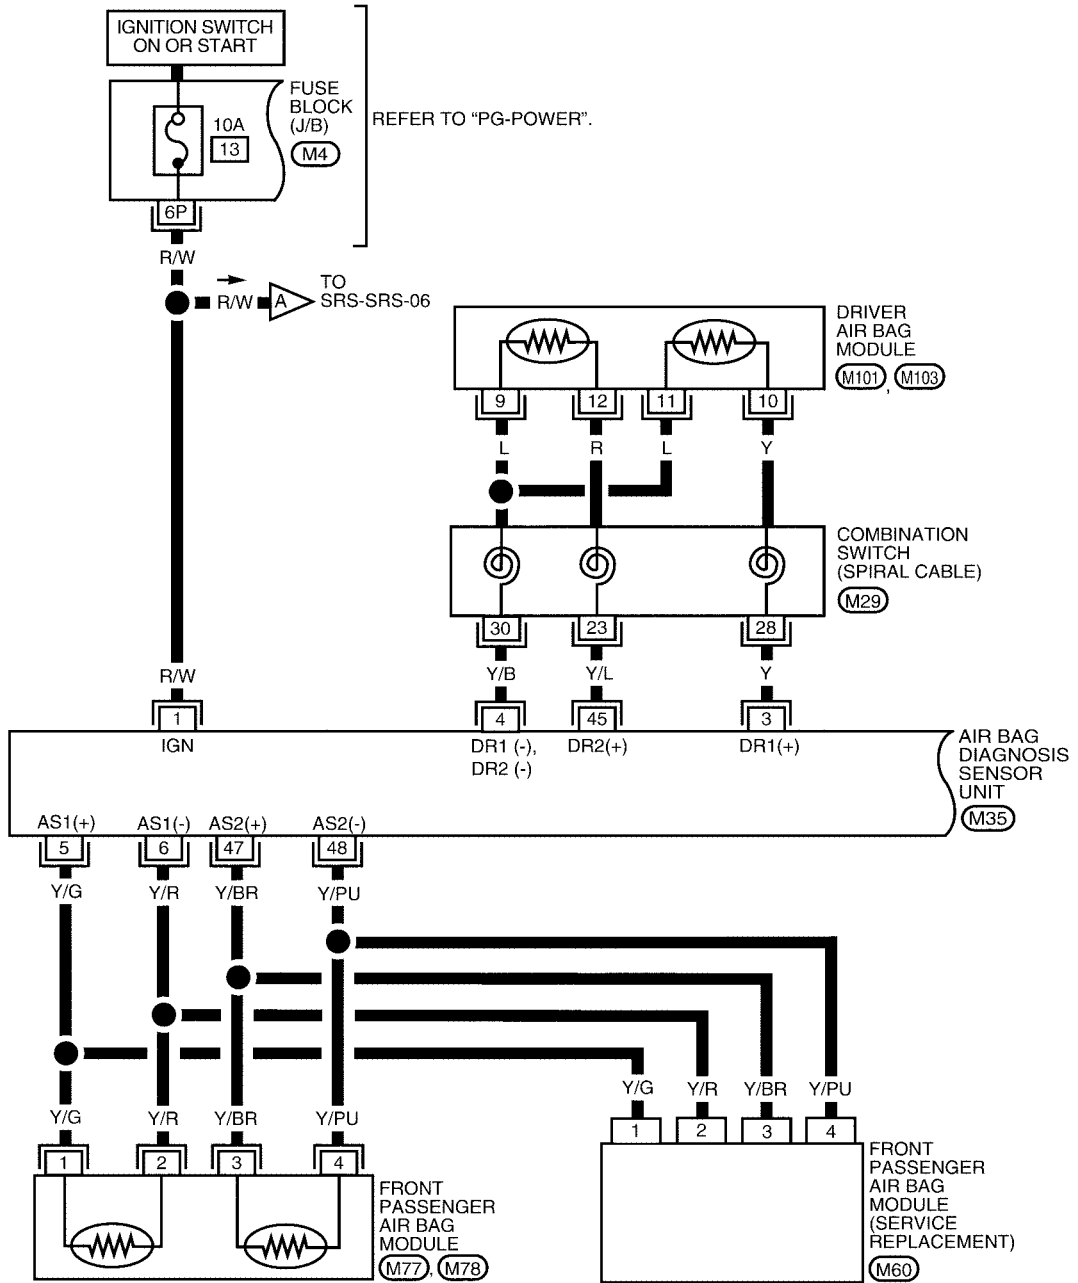 IGNITION SWITCH
ON OR START
FUSE
BLOCK
(J/B)
M4
10A
13
REFER TO "PG-POWER".
6P
R/W
R/W
A
TO
SRS-SRS-06
DRIVER
AIR BAG
MODULE
M101 , M103
9 12 11 10
L R L Y
COMBINATION
SWITCH
(SPIRAL CABLE)
M29
30 23 28
R/W Y/B Y/L Y
1 4 45 3
IGN DR1 (-), DR2(+) DR1(+)
DR2 (-)
AIR BAG
DIAGNOSIS
SENSOR
UNIT
M35
AS1(+) AS1(-) AS2(+) AS2(-)
5 6 47 48
Y/G Y/R Y/BR Y/PU
Y/G Y/R Y/BR Y/PU
Y/G Y/R Y/BR Y/PU
1 2 3 4
1 2 3 4
FRONT
PASSENGER
AIR BAG
MODULE
M77 , M78
FRONT
PASSENGER
AIR BAG
MODULE
(SERVICE
REPLACEMENT)
M60